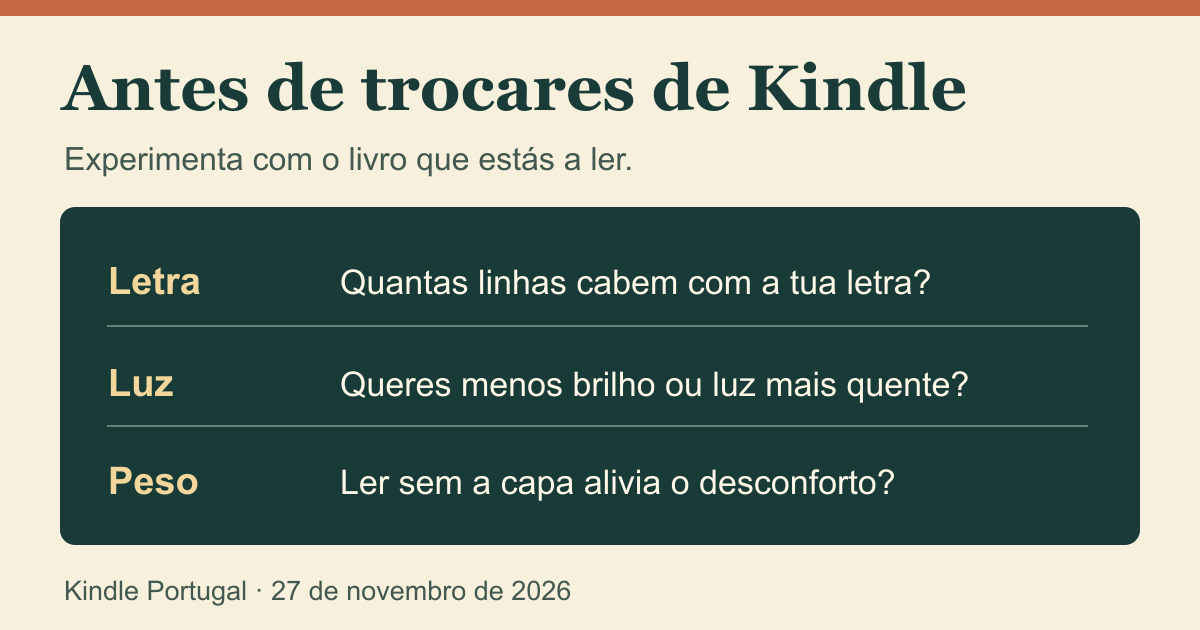 Antes de trocares de Kindle
Experimenta com o livro que estás a ler.
Letra Quantas linhas cabem com a tua letra?
Luz Queres menos brilho ou luz mais quente?
Peso Ler sem a capa alivia o desconforto?
Kindle Portugal · 27 de novembro de 2026